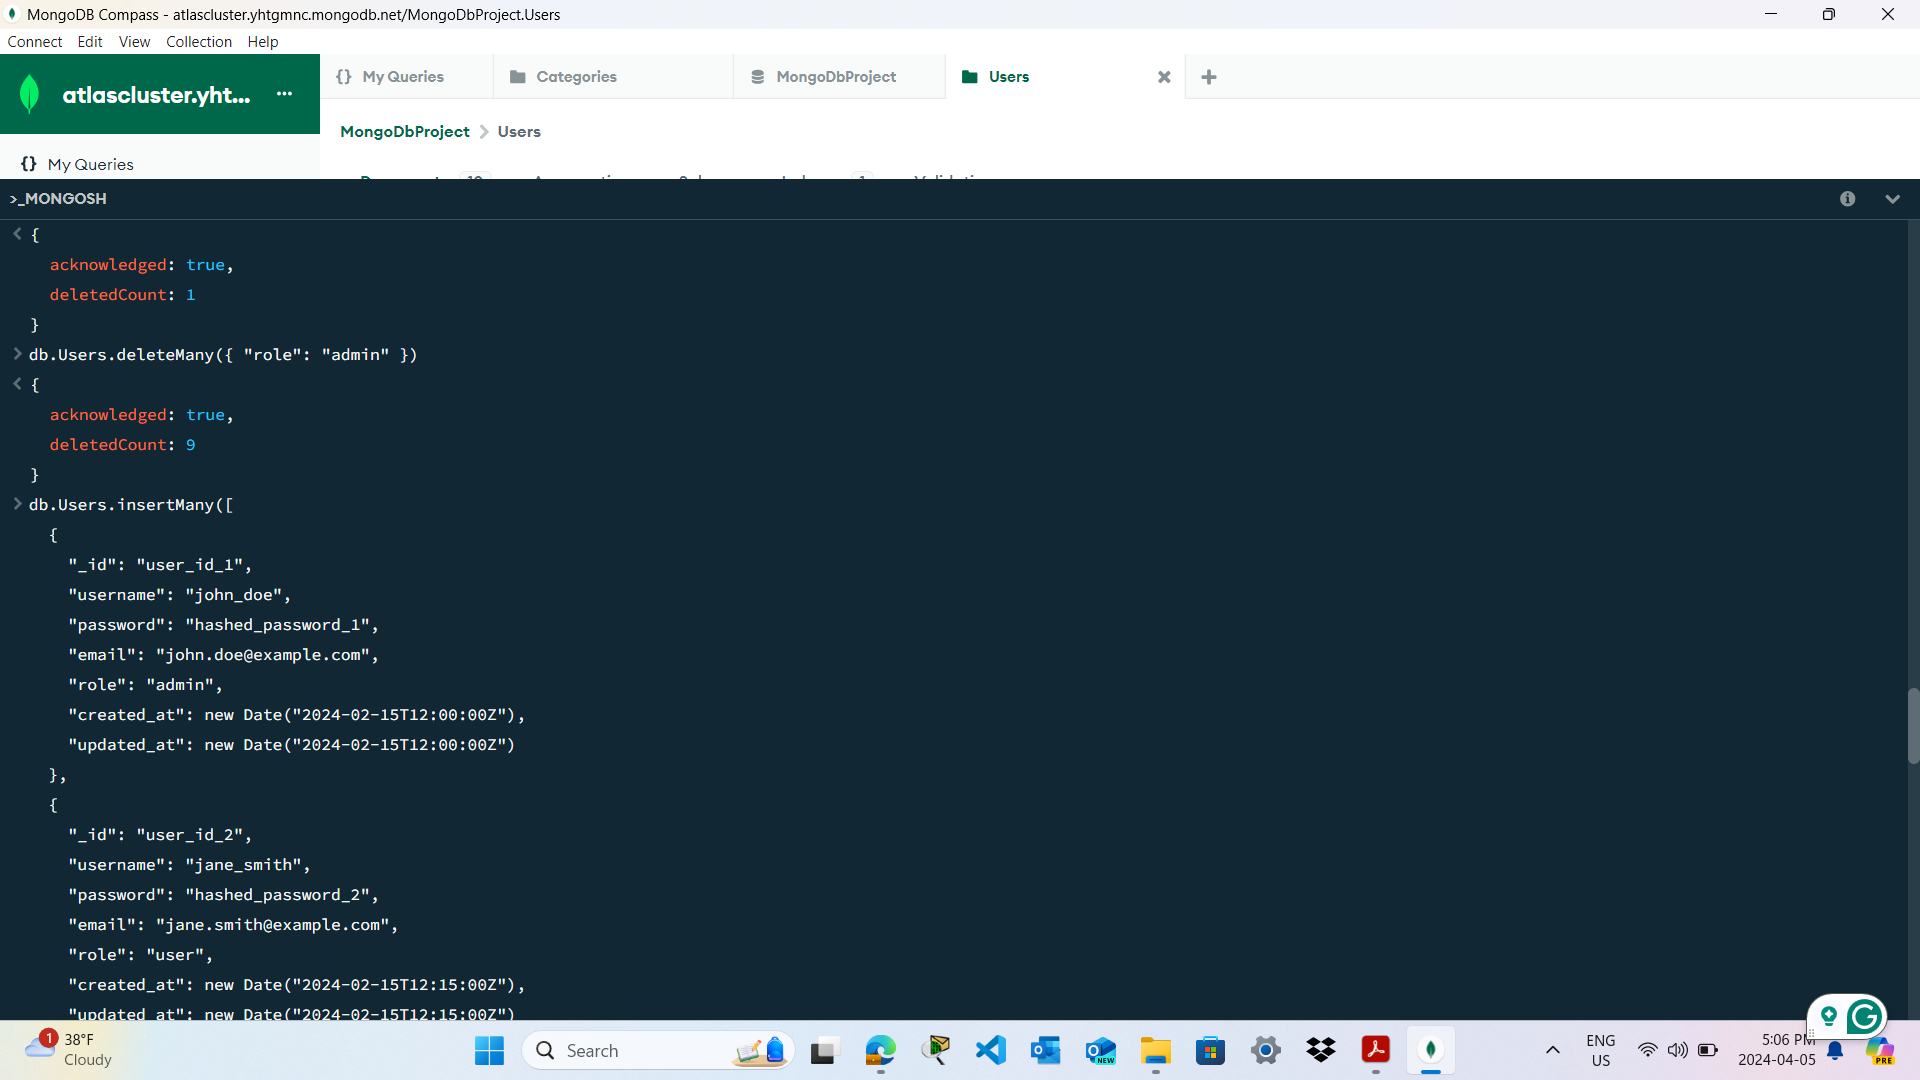 MongoDB Compass - atlascluster.yhtgmnc.mongodb.net/MongoDbProject.Users
Connect Edit View Collection Help
atlascluster.yht... ...
{} My Queries
Categories
MongoDbProject
Users
MongoDbProject > Users
{} My Queries
>_MONGOSH
{
acknowledged: true,
deletedCount: 1
}
> db.Users.deleteMany({ "role": "admin" })
< {
acknowledged: true,
deletedCount: 9
}
> db.Users.insertMany([
{
"_id": "user_id_1",
"username": "john_doe",
"password": "hashed_password_1",
"email": "john.doe@example.com",
"role": "admin",
"created_at": new Date("2024-02-15T12:00:00Z"),
"updated_at": new Date("2024-02-15T12:00:00Z")
},
{
"_id": "user_id_2",
"username": "jane_smith",
"password": "hashed_password_2",
"email": "jane.smith@example.com",
"role": "user",
"created_at": new Date("2024-02-15T12:15:00Z"),
"updated_at": new Date("2024-02-15T12:15:00Z")
1
38°F
Cloudy
Search
NEW
ENG
US
5:06 PM
2024-04-05
PRE